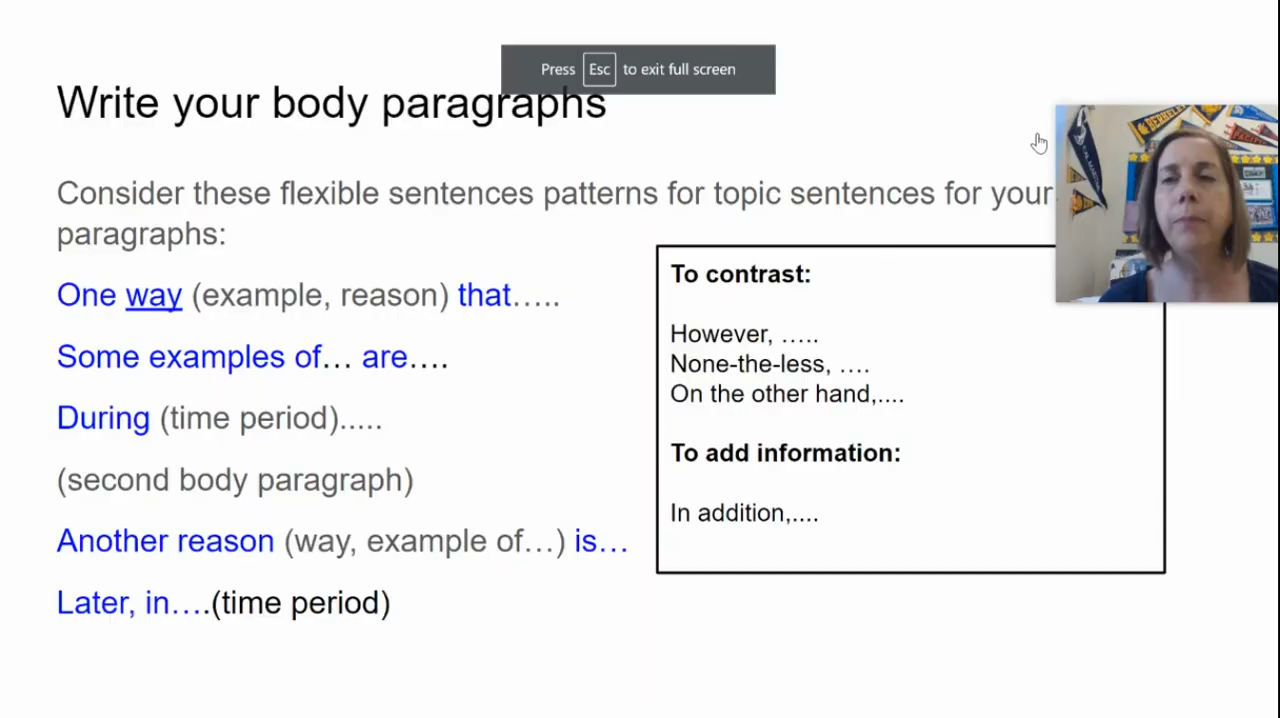 Press Esc to exit full screen
Write your body paragraphs
Consider these flexible sentences patterns for topic sentences for your
paragraphs:
One way (example, reason) that…..
Some examples of… are….
During (time period).....
(second body paragraph)
Another reason (way, example of…) is…
Later, in….(time period)
To contrast:
However, …..
None-the-less, ….
On the other hand,....
To add information:
In addition,....
BERKELEY
PACIFIC